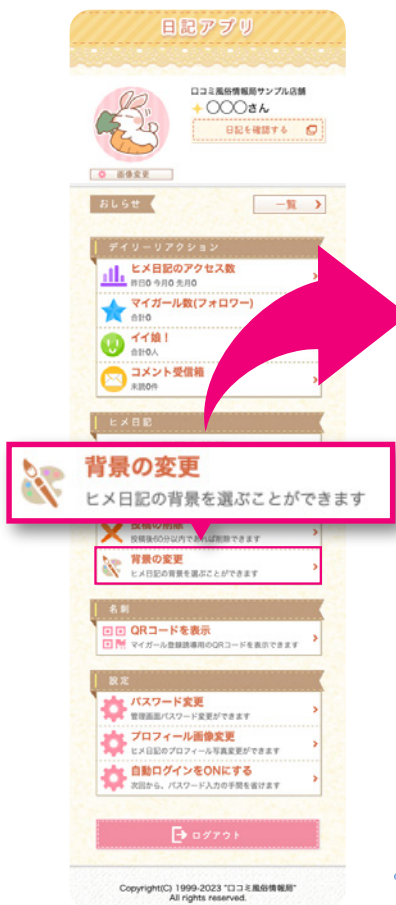 日記アプリ
口コミ風俗情報局サンプル店舗
〇〇〇さん
日記を確認する
画像変更
おしらせ
一覧
デイリーリアクション
ヒメ日記のアクセス数
昨日0 今月0 先月0
マイガール数(フォロワー)
合計0
イイ娘！
合計0人
コメント受信箱
未読0件
ヒメ日記
背景の変更
ヒメ日記の背景を選ぶことができます
投稿の削除
投稿後60分以内であれば削除できます
背景の変更
ヒメ日記の背景を選ぶことができます
名刺
QRコードを表示
マイガール登録誘導用のQRコードを表示できます
設定
パスワード変更
管理画面パスワード変更ができます
プロフィール画像変更
ヒメ日記のプロフィール写真変更ができます
自動ログインをONにする
次回から、パスワード入力の手間を省けます
ログアウト
Copyright(C) 1999-2023 "口コミ風俗情報局"
All rights reserved.